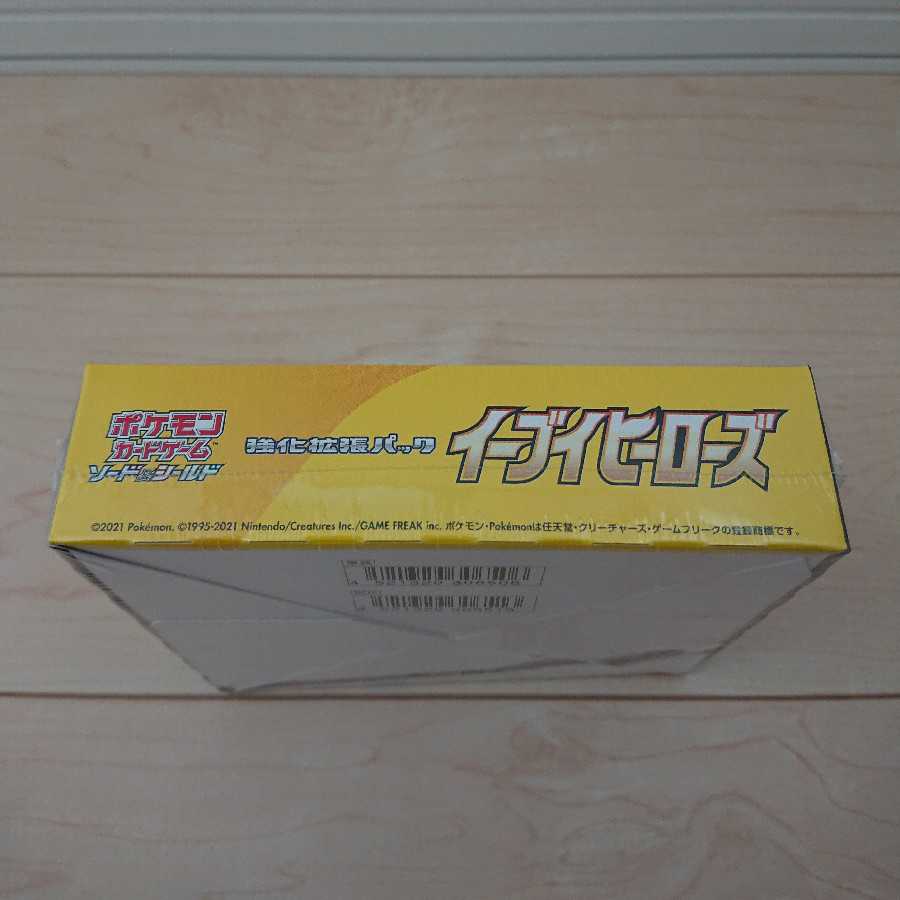 ポケモン
カードゲーム™
ソード&シールド
強化拡張パック
イーブイヒーローズ
©2021 Pokémon. ©1995-2021 Nintendo/Creatures Inc./GAME FREAK inc. ポケモン・Pokémonは任天堂・クリーチャーズ・ゲームフリークの登録商標です。